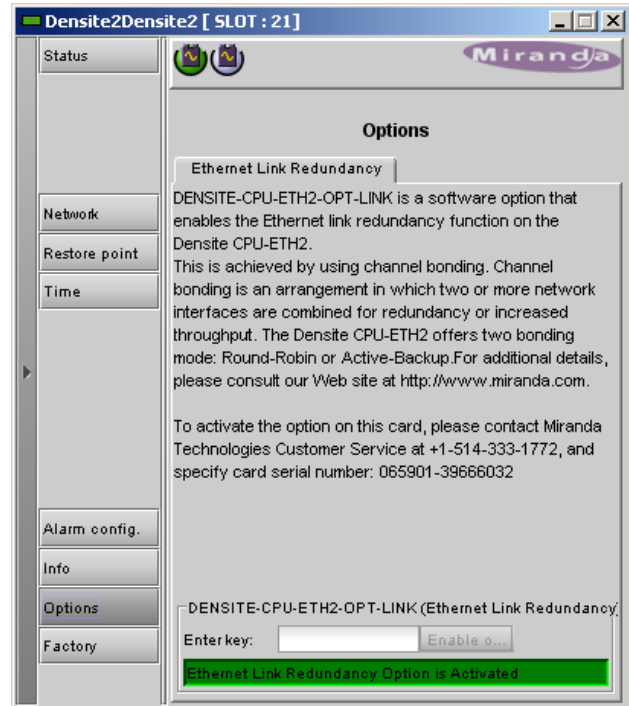 Densite2Densite2 [ SLOT : 21]
Status
Miranda
Options
Ethernet Link Redundancy
DENSITE-CPU-ETH2-OPT-LINK is a software option that
enables the Ethernet link redundancy function on the
Densite CPU-ETH2.
This is achieved by using channel bonding. Channel
bonding is an arrangement in which two or more network
interfaces are combined for redundancy or increased
throughput. The Densite CPU-ETH2 offers two bonding
mode: Round-Robin or Active-Backup.For additional details,
please consult our Web site at http://www.miranda.com.
To activate the option on this card, please contact Miranda
Technologies Customer Service at +1-514-333-1772, and
specify card serial number: 065901-39666032
Network
Restore point
Time
Alarm config.
Info
Options
Factory
DENSITE-CPU-ETH2-OPT-LINK (Ethernet Link Redundancy)
Enter key:
Enable o...
Ethernet Link Redundancy Option is Activated